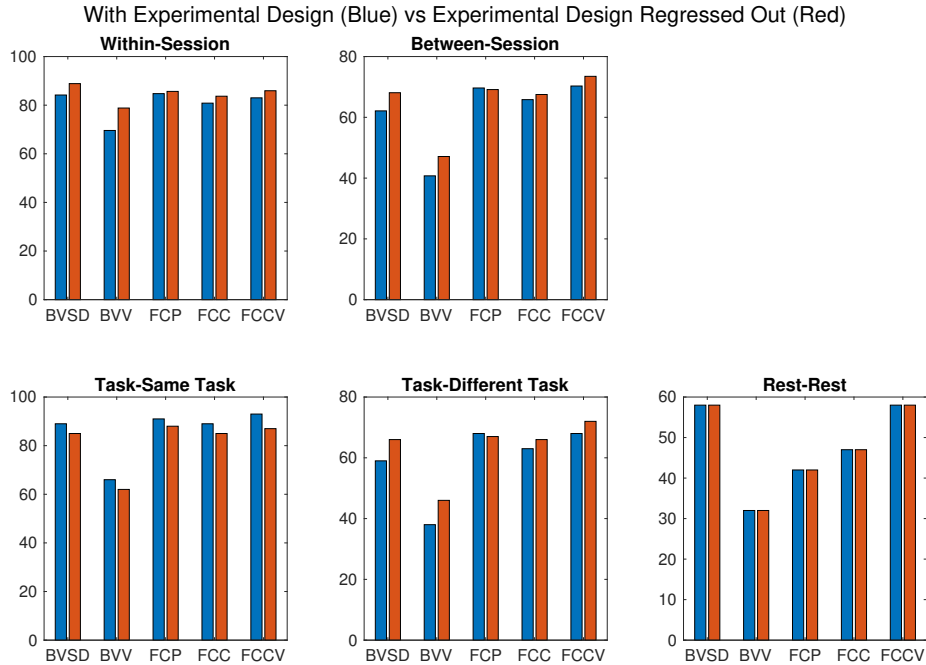 With Experimental Design (Blue) vs Experimental Design Regressed Out (Red)
Within-Session
100
80
60
40
20
0
BVSD BVV FCP FCC FCCV
Between-Session
80
60
40
20
0
BVSD BVV FCP FCC FCCV
Task-Same Task
100
80
60
40
20
0
BVSD BVV FCP FCC FCCV
Task-Different Task
80
60
40
20
0
BVSD BVV FCP FCC FCCV
Rest-Rest
60
50
40
30
20
10
0
BVSD BVV FCP FCC FCCV